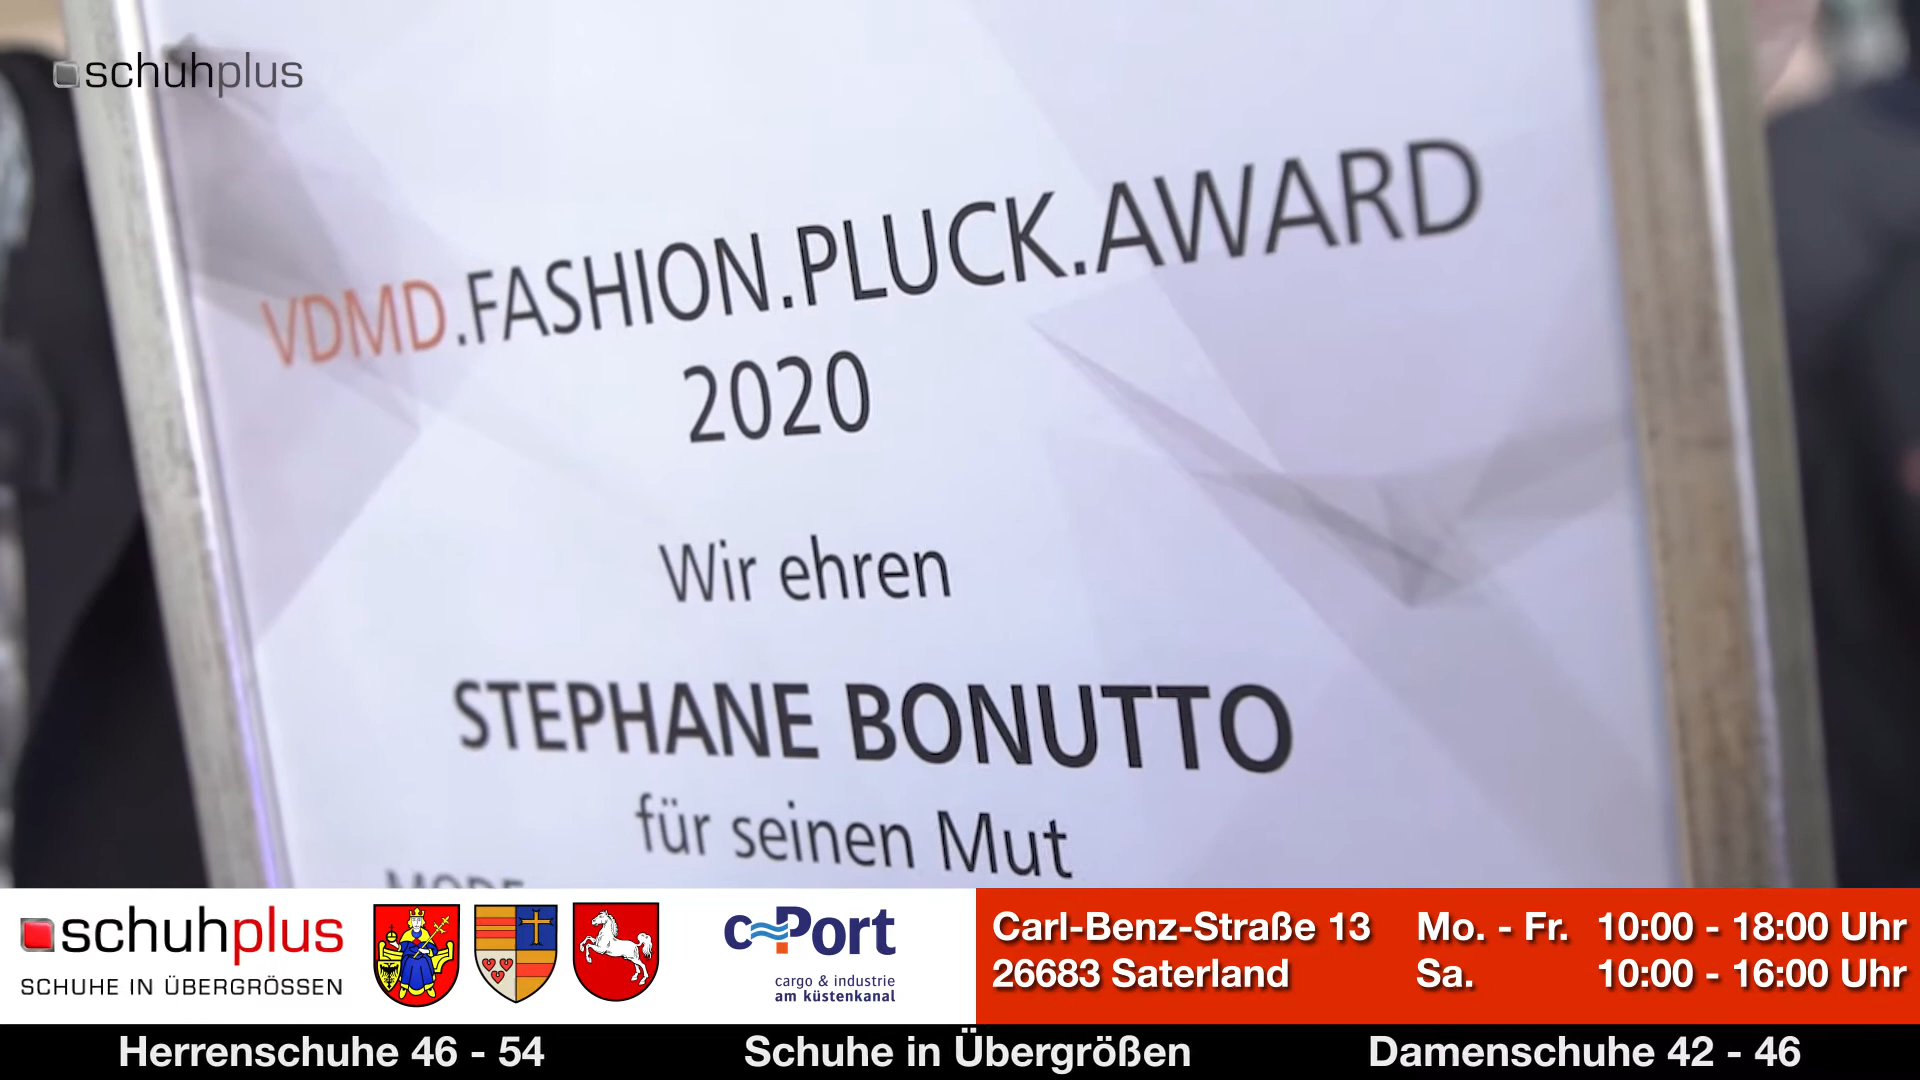 schuhplus
VDMD.FASHION.PLUCK.AWARD
2020
Wir ehren
STEPHANE BONUTTO
für seinen Mut
MODE
schuhplus
SCHUHE IN ÜBERGRÖSSEN
c-Port
cargo & industrie
am küstenkanal
Carl-Benz-Straße 13 Mo. - Fr. 10:00 - 18:00 Uhr
26683 Saterland Sa. 10:00 - 16:00 Uhr
Herrenschuhe 46 - 54 Schuhe in Übergrößen Damenschuhe 42 - 46